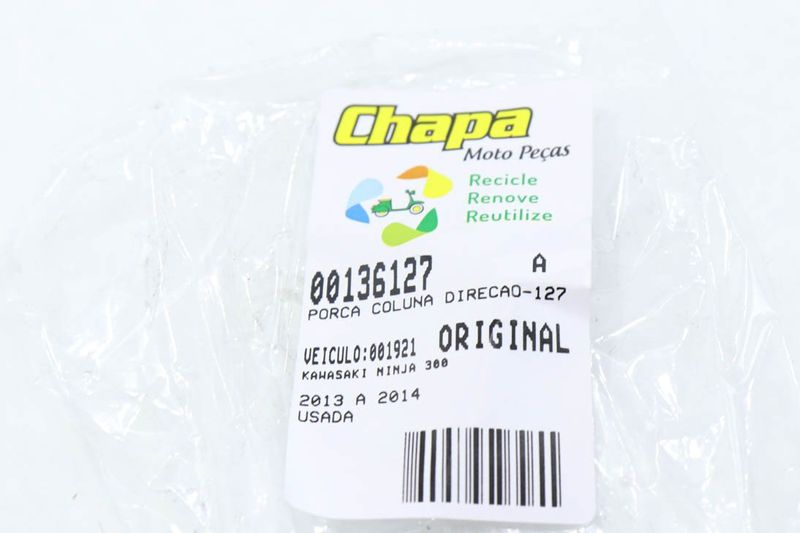 Chapa
Moto Peças
Recicle
Renove
Reutilize
00136127 A
PORCA COLUNA DIRECAO-127
VEICULO:001921 ORIGINAL
KAWASAKI NINJA 300
2013 A 2014
USADA